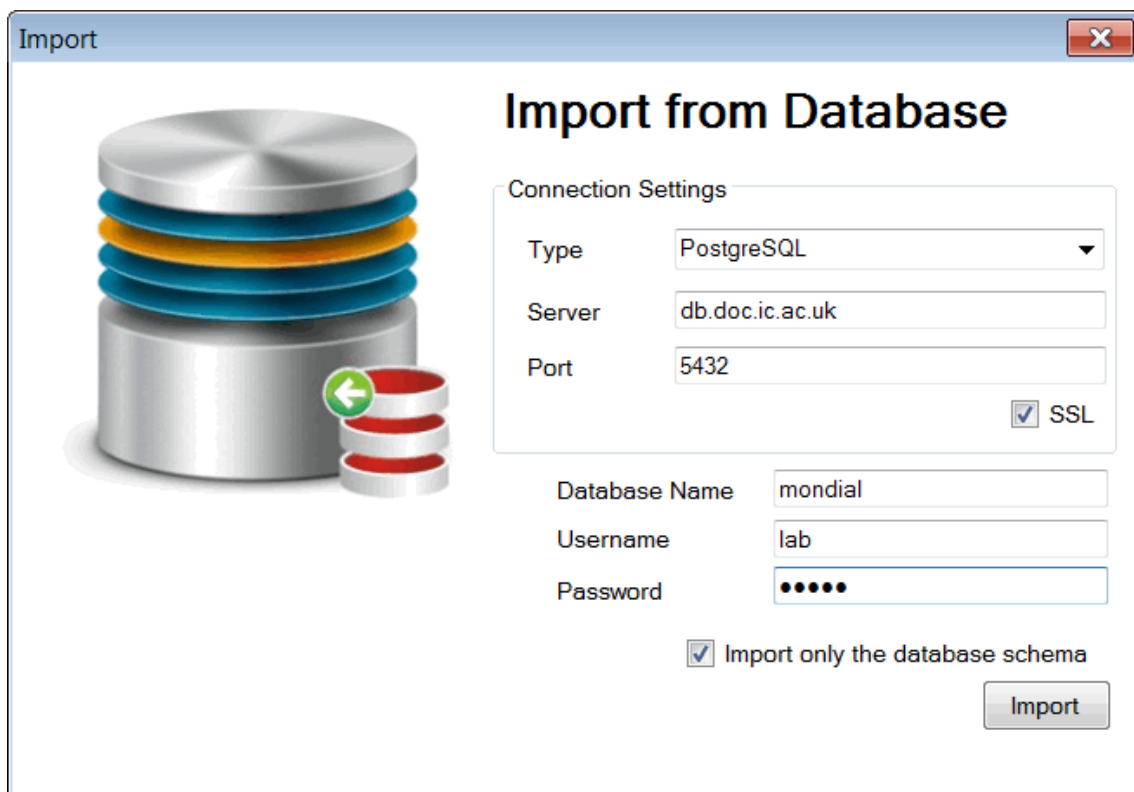 Import
Import from Database
Connection Settings
Type PostgreSQL
Server db.doc.ic.ac.uk
Port 5432
SSL
Database Name mondial
Username lab
Password •••••
Import only the database schema
Import